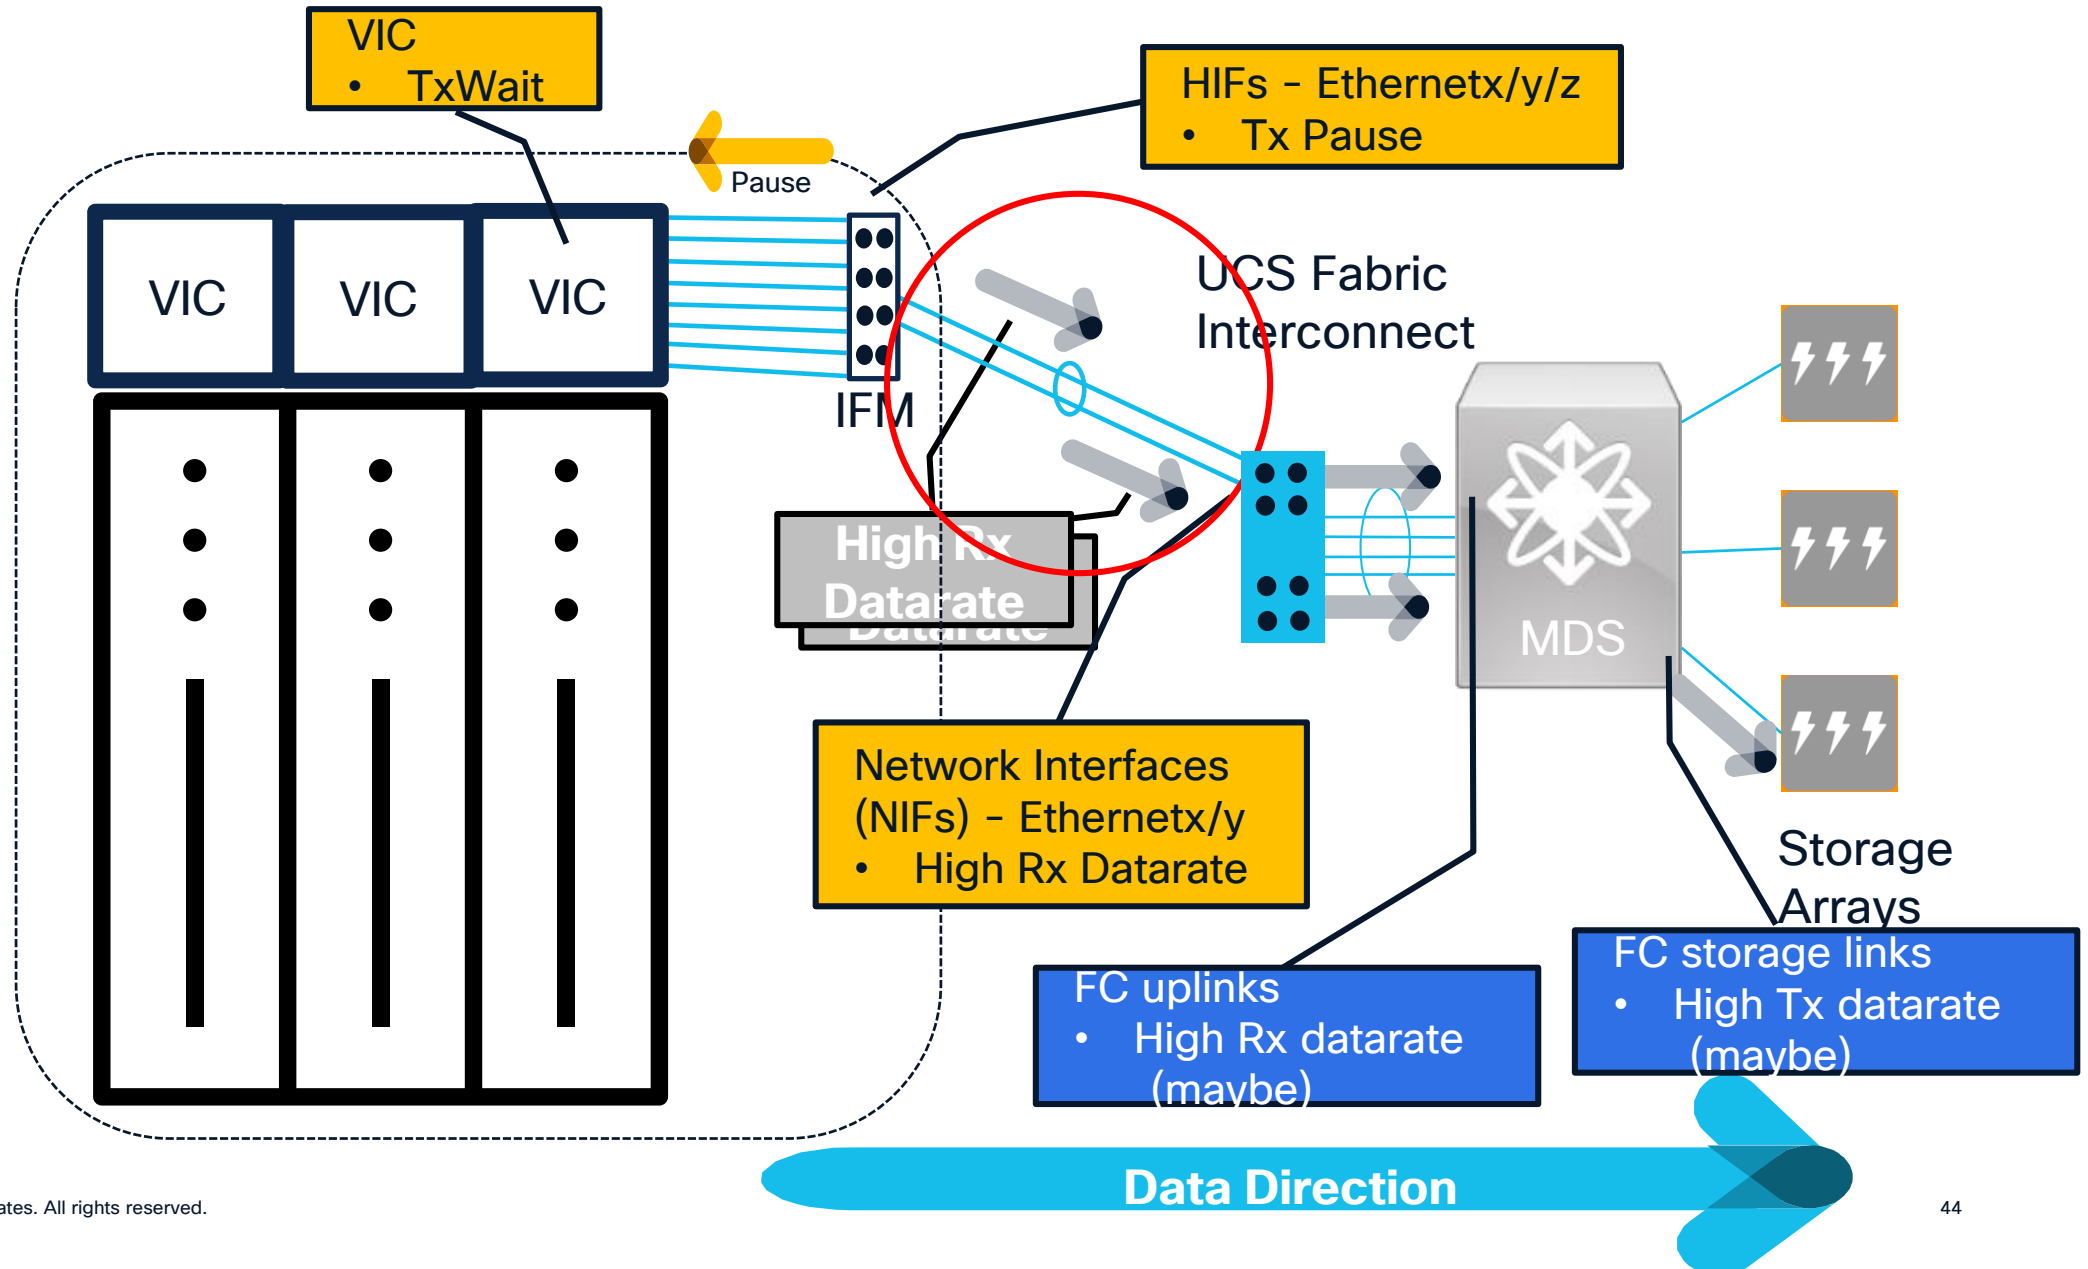 VIC
• TxWait
HIFs - Ethernetx/y/z
• Tx Pause
Pause
VIC
VIC
VIC
UCS Fabric
Interconnect
IFM
High Rx
Datarate
Datarate
MDS
Network Interfaces
(NIFs) - Ethernetx/y
• High Rx Datarate
Storage
Arrays
FC uplinks
• High Rx datarate
(maybe)
FC storage links
• High Tx datarate
(maybe)
Data Direction
ates. All rights reserved.
44